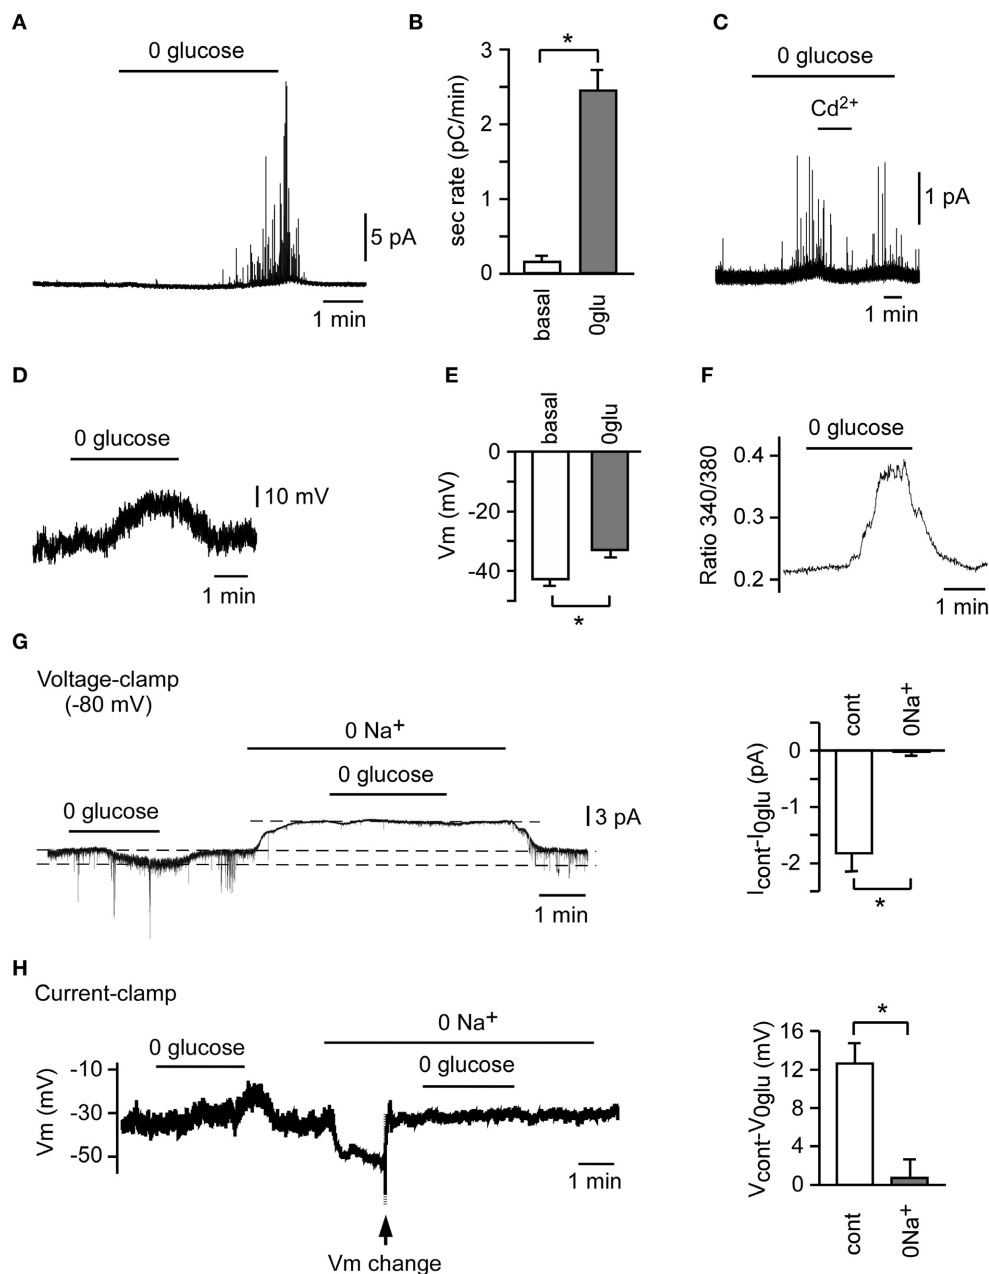 A
0 glucose
5 pA
1 min
B
3
2
1
0
sec rate (pC/min)
*
basal
0glu
C
0 glucose
Cd2+
1 pA
1 min
D
0 glucose
10 mV
1 min
E
basal
0glu
0
-20
-40
Vm (mV)
*
F
0 glucose
0.4
0.3
0.2
Ratio 340/380
1 min
G
Voltage-clamp
(-80 mV)
0 Na+
0 glucose
0 glucose
3 pA
1 min
cont
0Na+
0
-1
-2
Icont-I0glu (pA)
*
H
Current-clamp
0 Na+
0 glucose
0 glucose
-10
-30
-50
Vm (mV)
1 min
Vm change
16
12
8
4
0
Vcont-V0glu (mV)
*
cont
0Na+